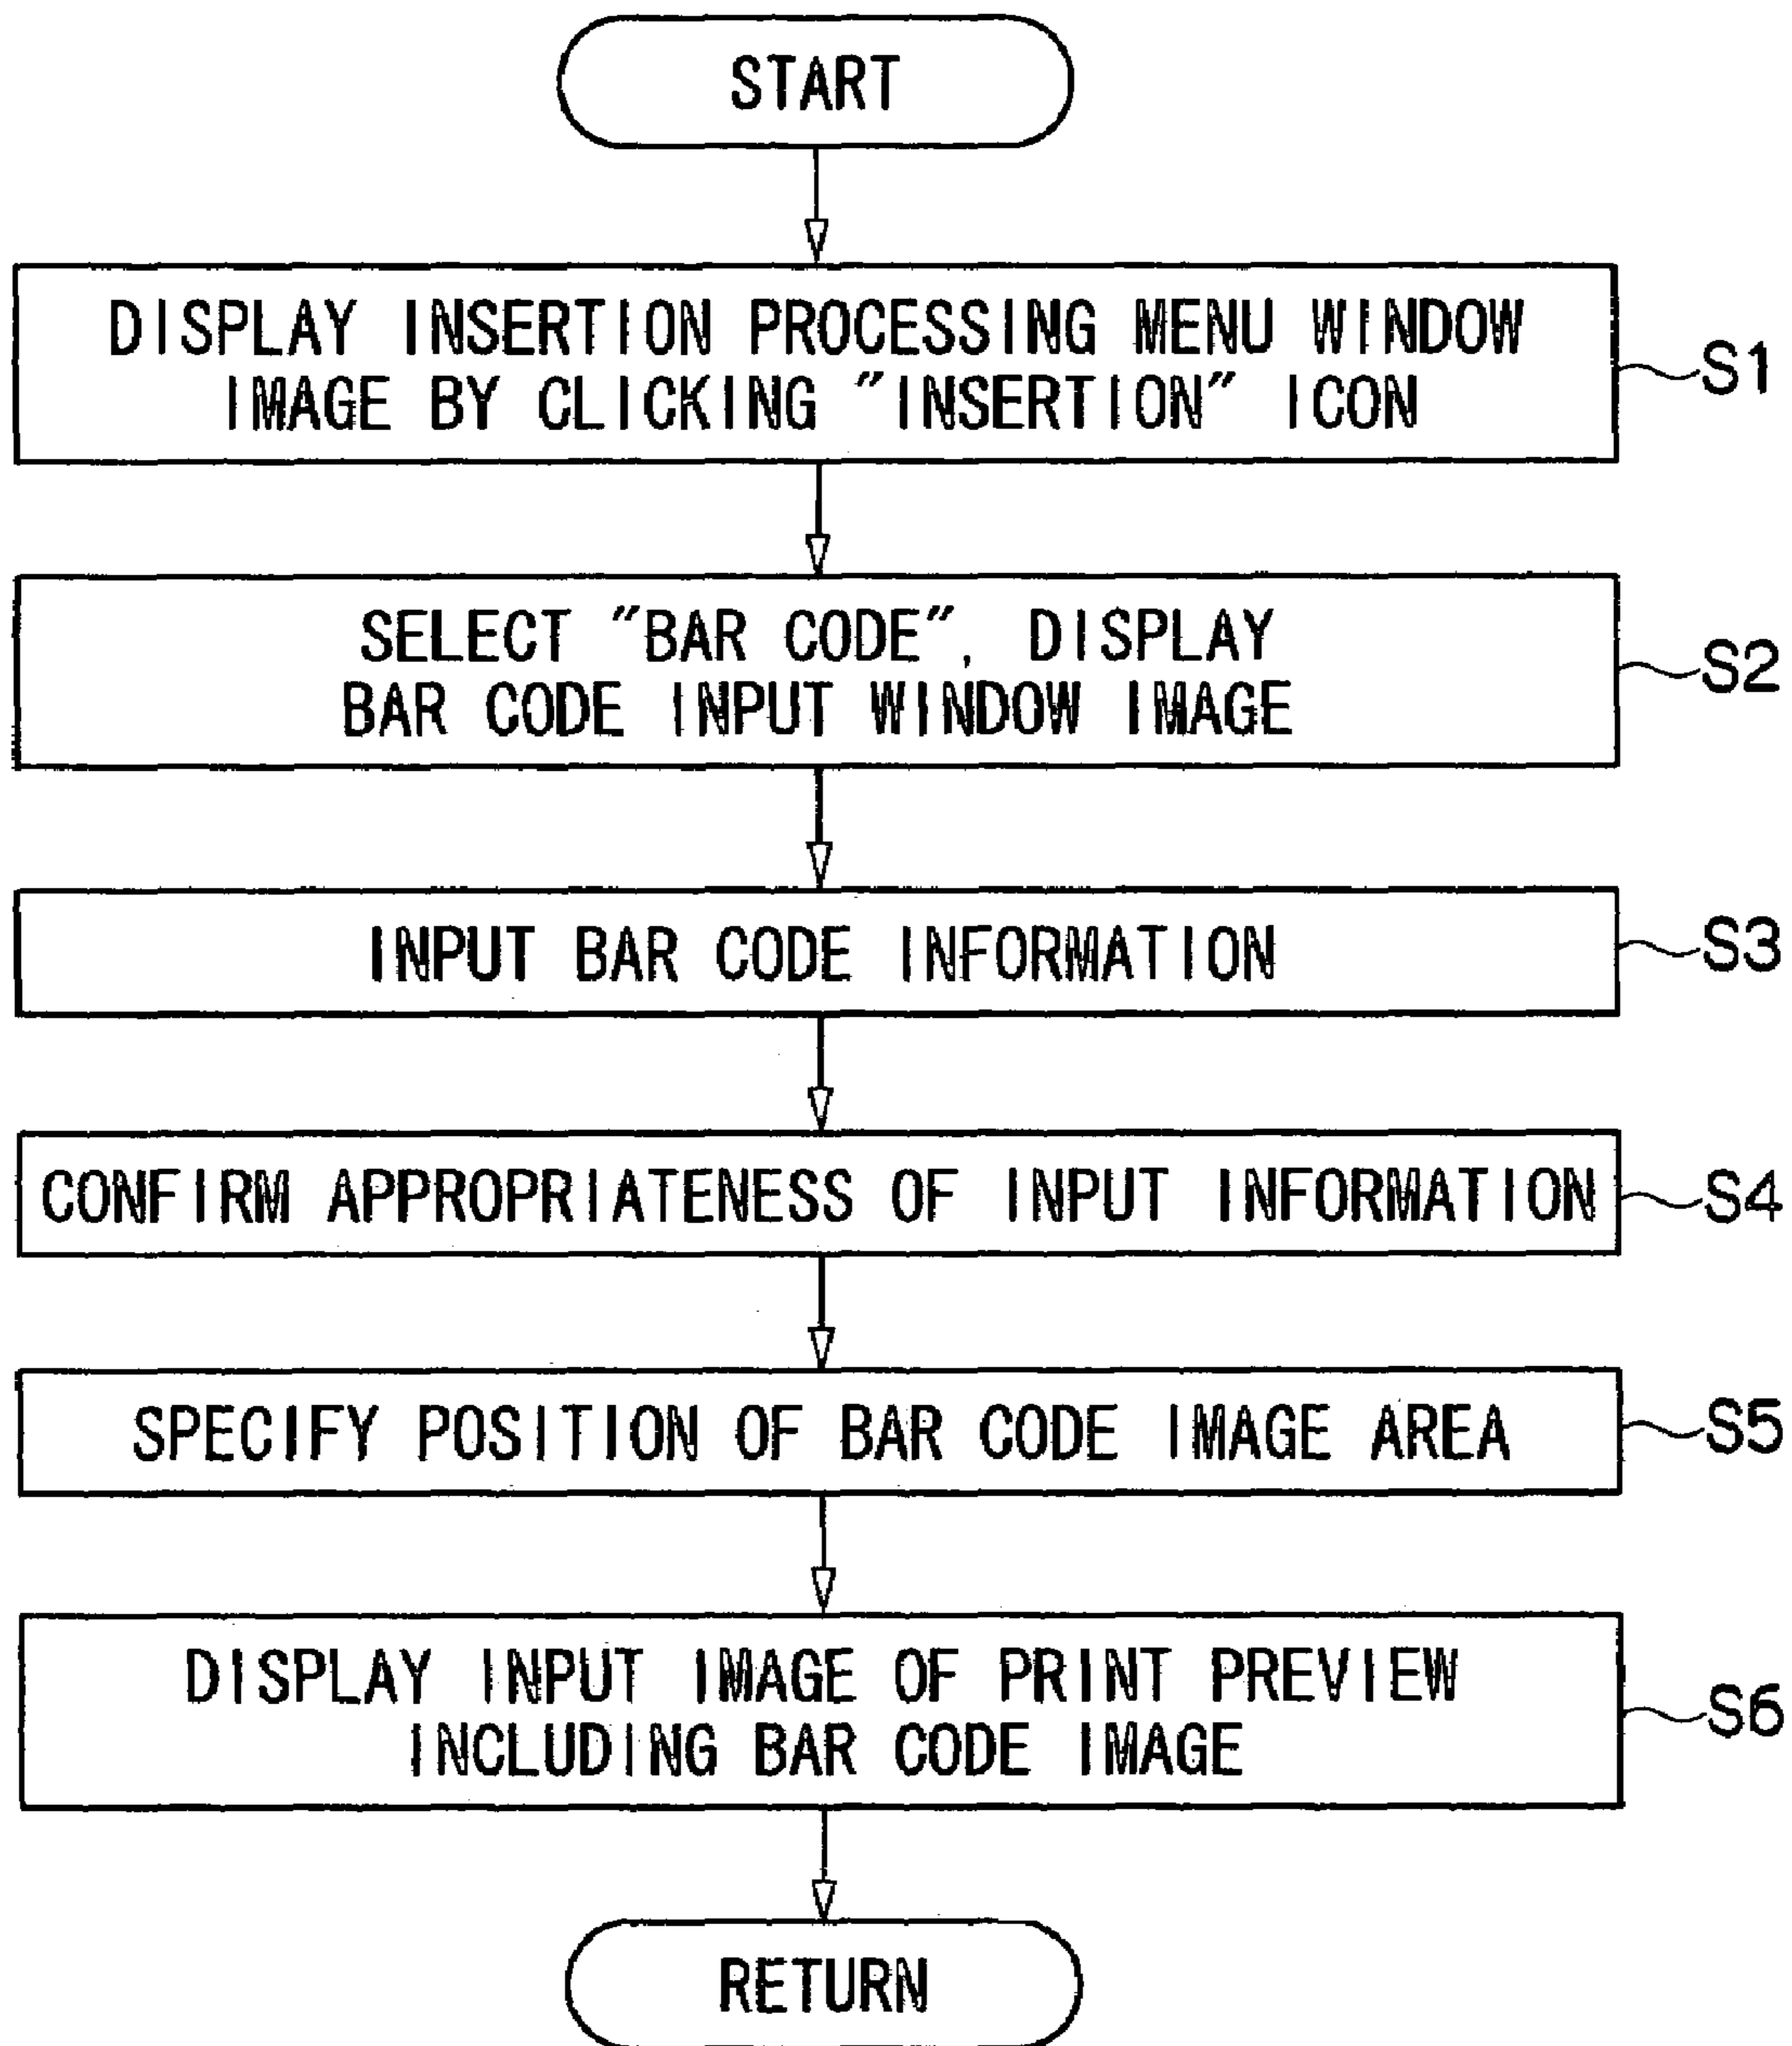 START
DISPLAY INSERTION PROCESSING MENU WINDOW
IMAGE BY CLICKING "INSERTION" ICON
S1
SELECT "BAR CODE", DISPLAY
BAR CODE INPUT WINDOW IMAGE
S2
INPUT BAR CODE INFORMATION
S3
CONFIRM APPROPRIATENESS OF INPUT INFORMATION
S4
SPECIFY POSITION OF BAR CODE IMAGE AREA
S5
DISPLAY INPUT IMAGE OF PRINT PREVIEW
INCLUDING BAR CODE IMAGE
S6
RETURN